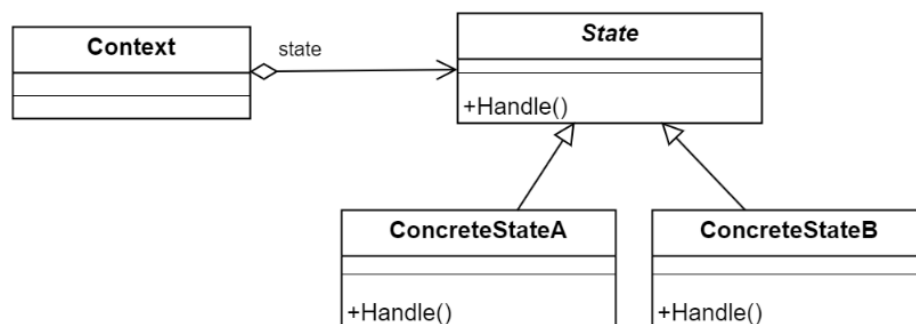 Context
state
State
+Handle()
ConcreteStateA
+Handle()
ConcreteStateB
+Handle()